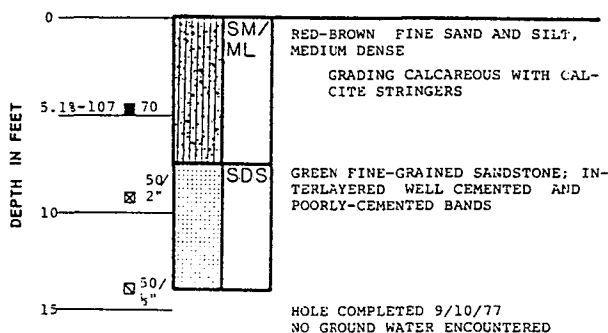 0
SM/
ML
RED-BROWN FINE SAND AND SILT,
MEDIUM DENSE
GRADING CALCAREOUS WITH CAL-
CITE STRINGERS
5.1%-107 70
DEPTH IN FEET
SDS
GREEN FINE-GRAINED SANDSTONE; IN-
TERLAYERED WELL CEMENTED AND
POORLY-CEMENTED BANDS
50/
2"
10
50/
15
HOLE COMPLETED 9/10/77
NO GROUND WATER ENCOUNTERED